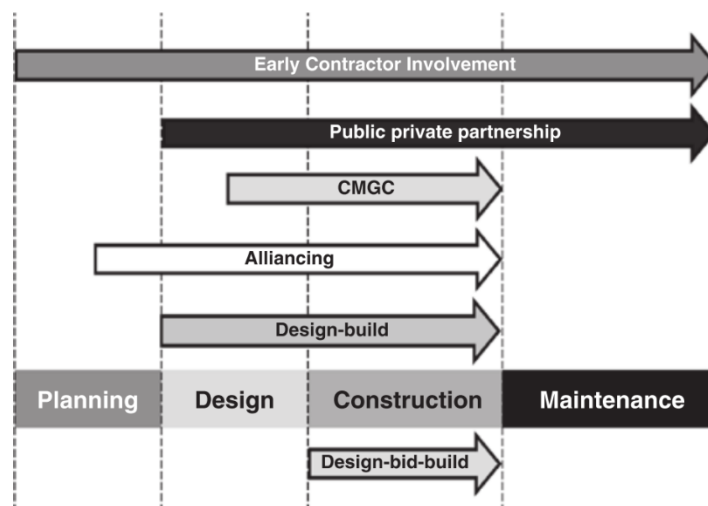 Early Contractor Involvement
Public private partnership
CMGC
Alliancing
Design-build
Planning Design Construction Maintenance
Design-bid-build